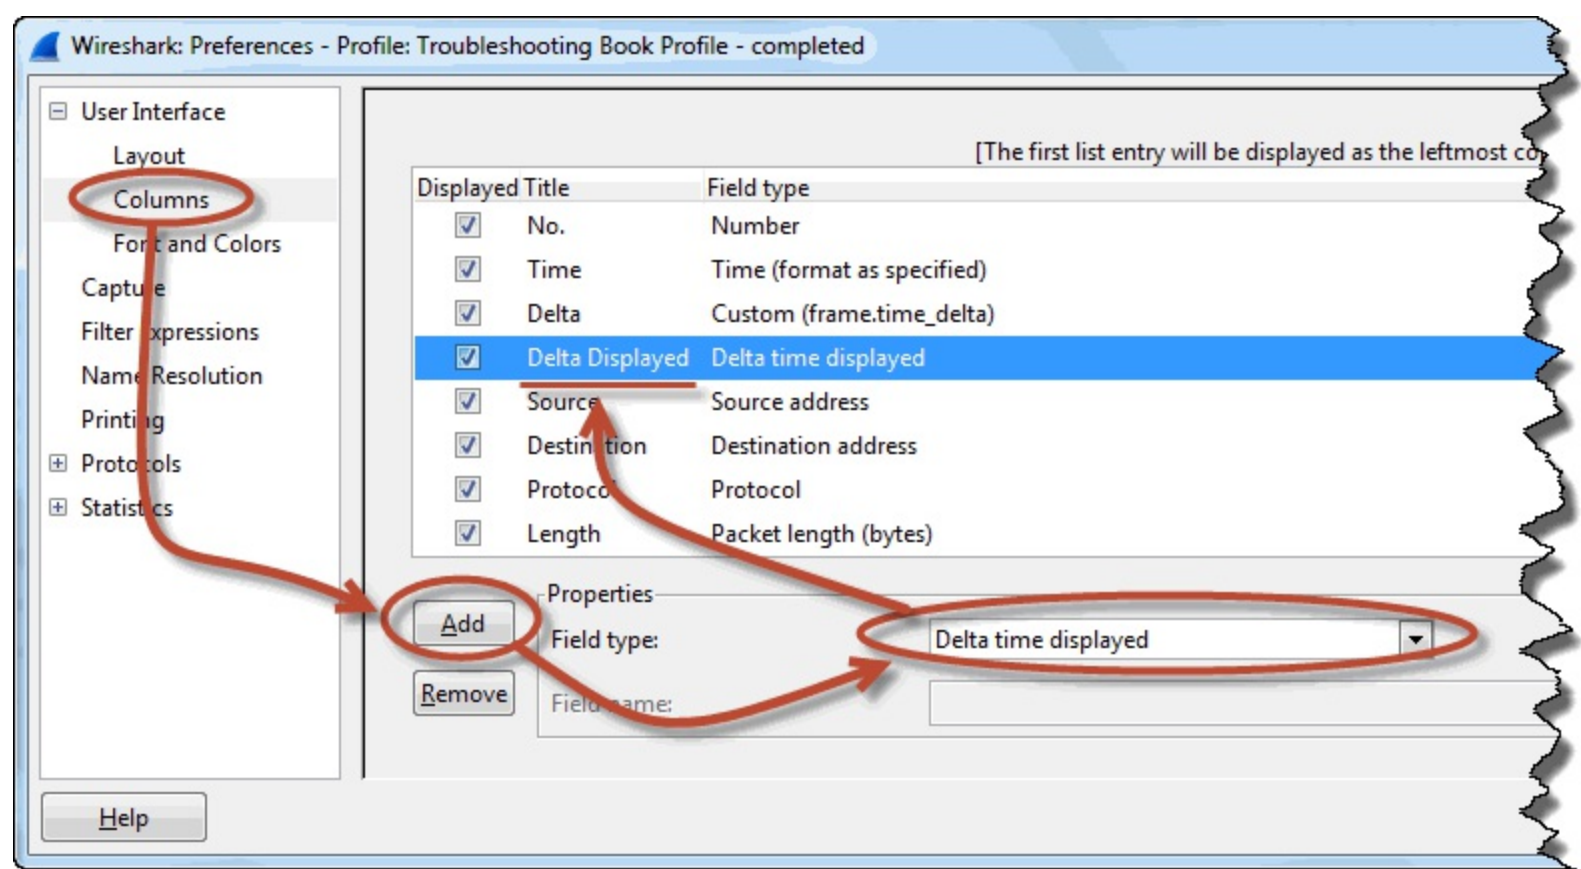 Wireshark: Preferences - Profile: Troubleshooting Book Profile - completed
User Interface
Layout
Columns
Font and Colors
Capture
Filter Expressions
Name Resolution
Printing
Protocols
Statistics
[The first list entry will be displayed as the leftmost co
Displayed Title Field type
No. Number
Time Time (format as specified)
Delta Custom (frame.time_delta)
Delta Displayed Delta time displayed
Source Source address
Destination Destination address
Protocol Protocol
Length Packet length (bytes)
Add
Remove
Properties
Field type: Delta time displayed
Field name:
Help